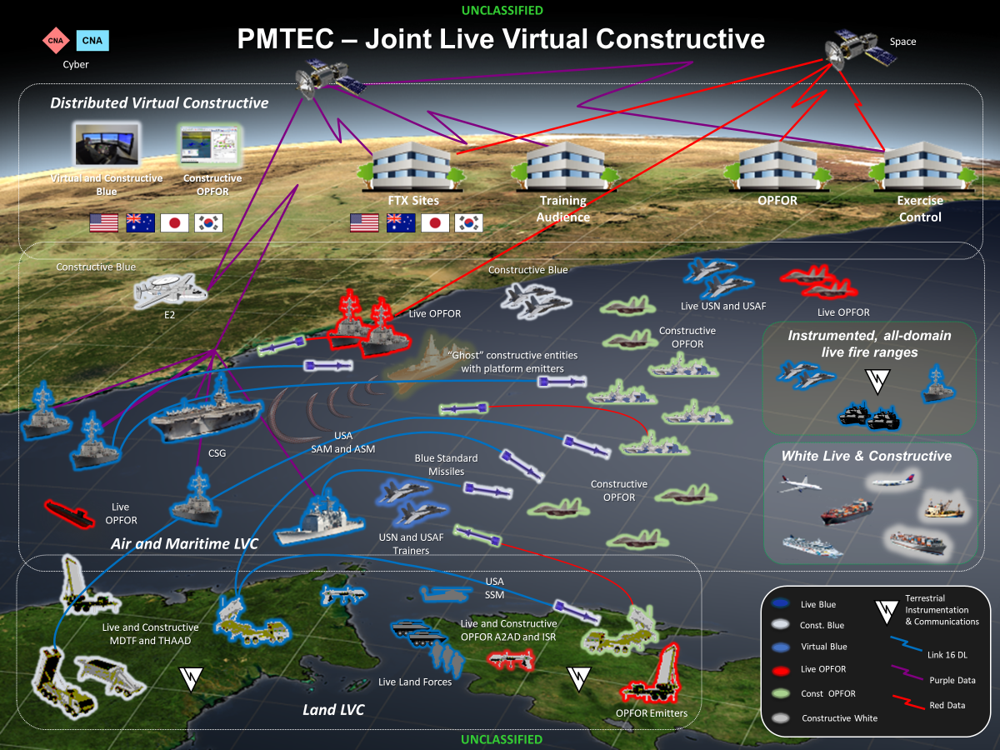 UNCLASSIFIED
PMTEC – Joint Live Virtual Constructive
CNA
CNA
Cyber
Space
Distributed Virtual Constructive
Virtual and Constructive
Blue
Constructive
OPFOR
FTX Sites
Training
Audience
OPFOR
Exercise
Control
Constructive Blue
E2
Live OPFOR
Constructive Blue
Live USN and USAF
Live OPFOR
Constructive
OPFOR
"Ghost" constructive entities
with platform emitters
Instrumented, all-domain
live fire ranges
CSG
USA
SAM and ASM
Blue Standard
Missiles
Constructive
OPFOR
White Live & Constructive
Live
OPFOR
USN and USAF
Trainers
Air and Maritime LVC
USA
SSM
Live and Constructive
MDTF and THAAD
Live and Constructive
OPFOR A2AD and ISR
Live Land Forces
OPFOR Emitters
Land LVC
Live Blue
Const. Blue
Virtual Blue
Live OPFOR
Const OPFOR
Constructive White
Terrestrial
Instrumentation
& Communications
Link 16 DL
Purple Data
Red Data
UNCLASSIFIED